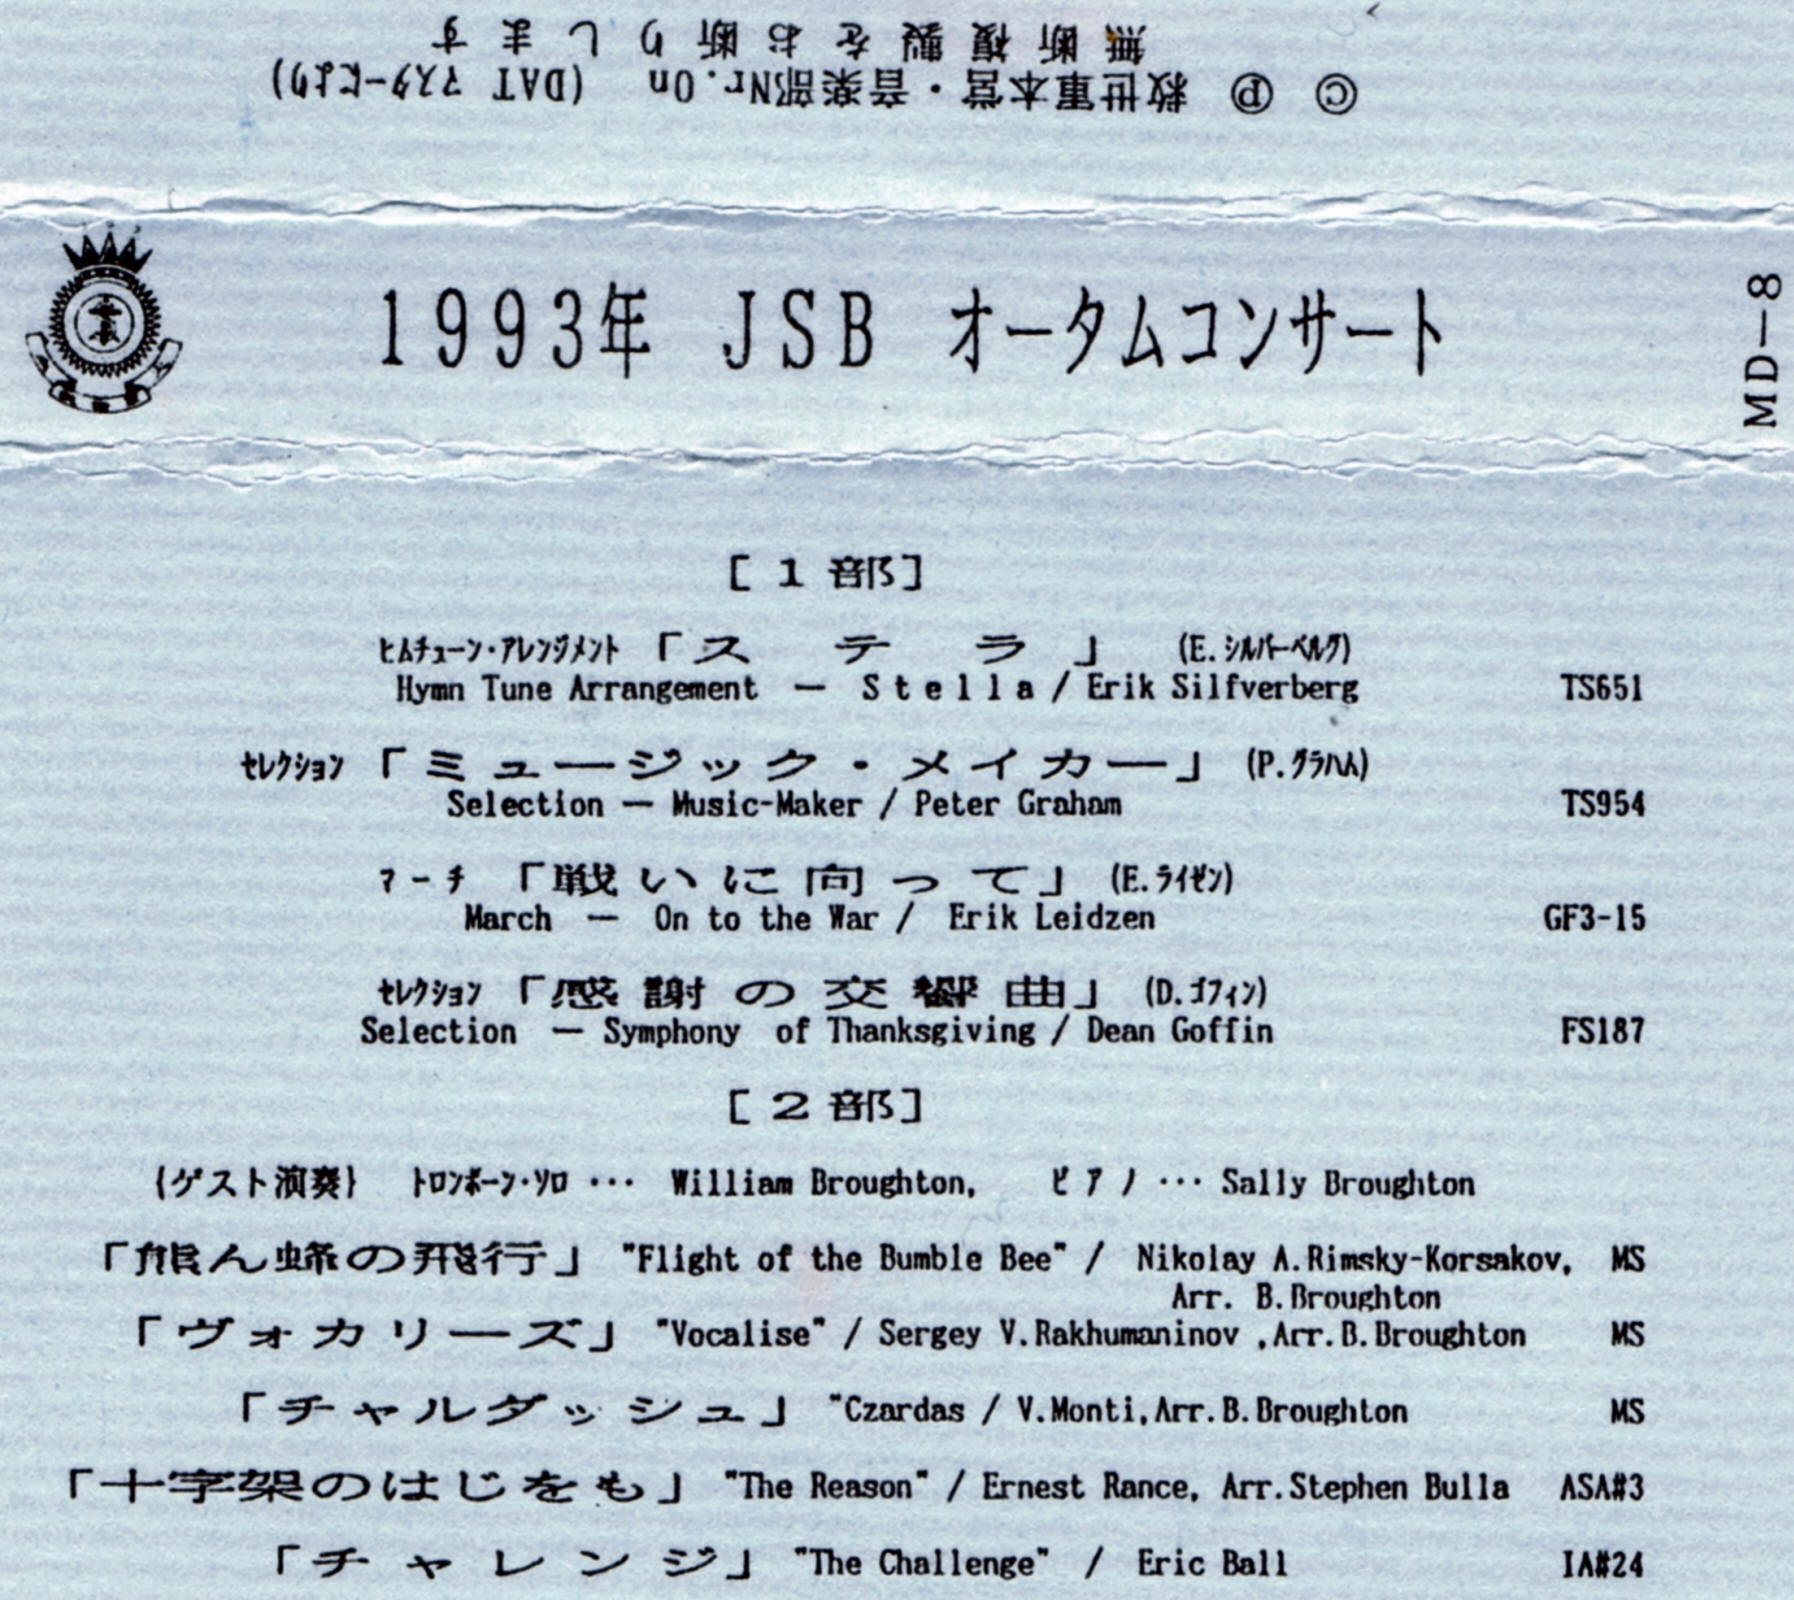 Ⓒ Ⓟ 救世軍本営・音楽部Nr.On (DAT マスターにより)
無断複製をお断りします
1993年 JSB オータムコンサート
MD-8
[1部]
ヒムチューン・アレンジメント 「ステラ」 (E.シルバーベルグ)
Hymn Tune Arrangement — Stella / Erik Silfverberg TS651
セレクション 「ミュージック・メイカー」 (P.グラハム)
Selection — Music-Maker / Peter Graham TS954
マーチ 「戦いに向って」 (E.ライゼン)
March — On to the War / Erik Leidzen GF3-15
セレクション 「感謝の交響曲」 (D.ゴフィン)
Selection — Symphony of Thanksgiving / Dean Goffin FS187
[2部]
{ゲスト演奏} トロンボーン・ソロ … William Broughton, ピアノ … Sally Broughton
「熊ん蜂の飛行」 "Flight of the Bumble Bee" / Nikolay A.Rimsky-Korsakov, MS
Arr. B.Broughton
「ヴォカリーズ」 "Vocalise" / Sergey V.Rakhumaninov ,Arr.B.Broughton MS
「チャルダッシュ」 "Czardas / V.Monti,Arr.B.Broughton MS
「十字架のはじをも」 "The Reason" / Ernest Rance, Arr.Stephen Bulla ASA#3
「チャレンジ」 "The Challenge" / Eric Ball IA#24